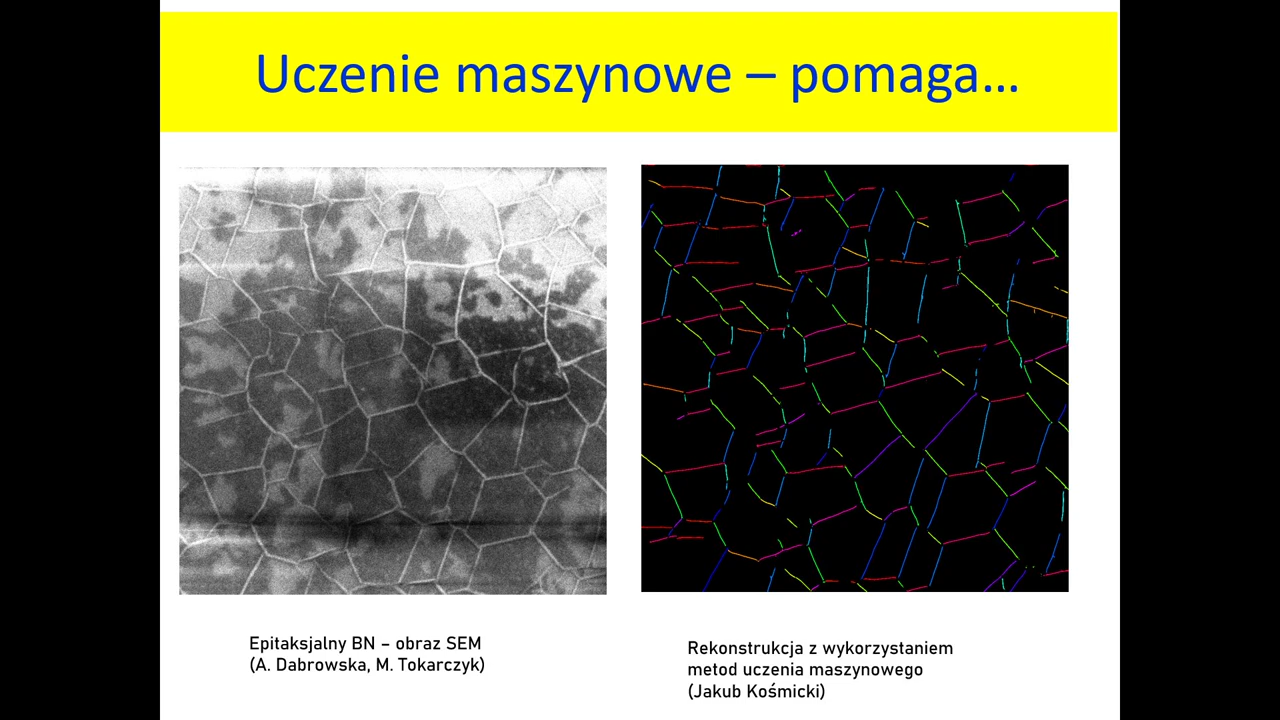 Uczenie maszynowe – pomaga...
Epitaksjalny BN – obraz SEM
(A. Dabrowska, M. Tokarczyk)
Rekonstrukcja z wykorzystaniem
metod uczenia maszynowego
(Jakub Kośmicki)